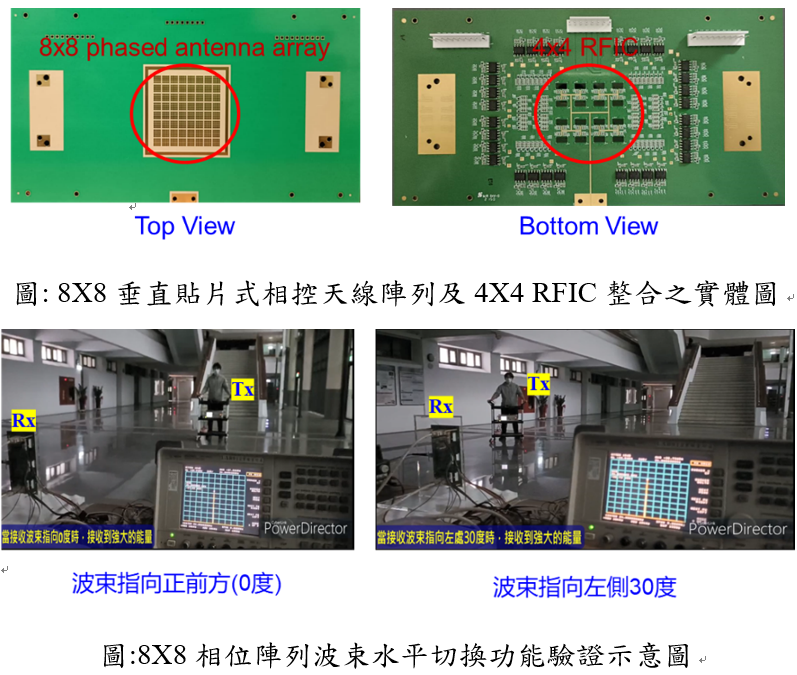 8x8 phased antenna array
4x4 RFIC
Top View
Bottom View
圖: 8X8 垂直貼片式相控天線陣列及 4X4 RFIC 整合之實體圖
Tx
Rx
PowerDirector
當接收波束指向0度時，接收到強大的能量
Tx
Rx
PowerDirector
當接收波束指向左處30度時，接收到強大的能量
波束指向正前方(0度)
波束指向左側30度
圖:8X8 相位陣列波束水平切換功能驗證示意圖